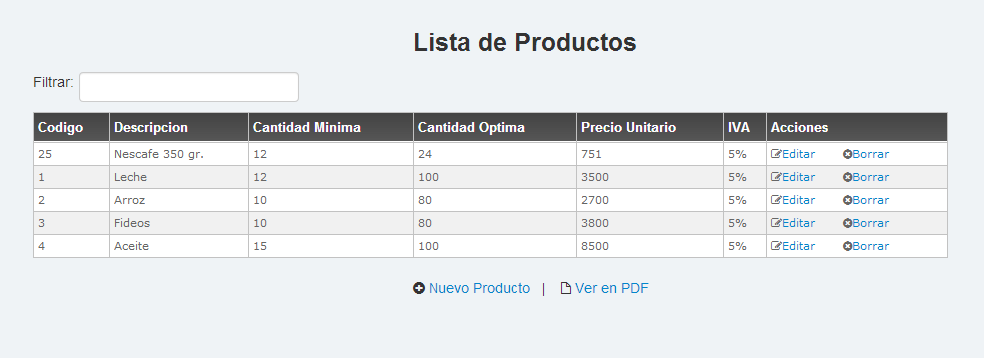 Lista de Productos
Filtrar:
Codigo Descripcion Cantidad Minima Cantidad Optima Precio Unitario IVA Acciones
25 Nescafe 350 gr. 12 24 751 5% Editar Borrar
1 Leche 12 100 3500 5% Editar Borrar
2 Arroz 10 80 2700 5% Editar Borrar
3 Fideos 10 80 3800 5% Editar Borrar
4 Aceite 15 100 8500 5% Editar Borrar
Nuevo Producto | Ver en PDF